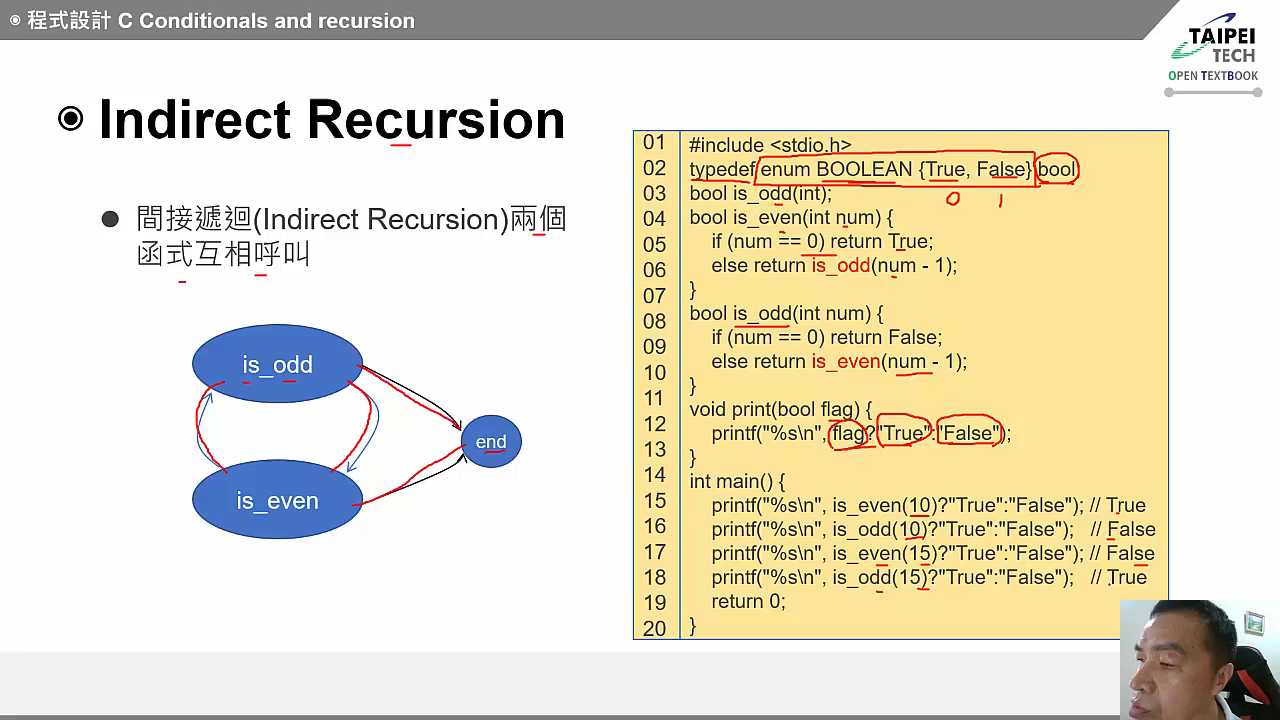 程式設計 C Conditionals and recursion
TAIPEI
TECH
OPEN TEXTBOOK
Indirect Recursion
間接遞迴(Indirect Recursion)兩個
函式互相呼叫
is_odd
end
is_even
01 #include <stdio.h>
02 typedef enum BOOLEAN {True, False} bool
0 1
03 bool is_odd(int);
04 bool is_even(int num) {
05 if (num == 0) return True;
06 else return is_odd(num - 1);
07 }
08 bool is_odd(int num) {
09 if (num == 0) return False;
10 else return is_even(num - 1);
11 }
12 void print(bool flag) {
13 printf("%s\n", flag?"True":"False");
14 }
15 int main() {
16 printf("%s\n", is_even(10)?"True":"False"); // True
17 printf("%s\n", is_odd(10)?"True":"False"); // False
18 printf("%s\n", is_even(15)?"True":"False"); // False
19 printf("%s\n", is_odd(15)?"True":"False"); // True
20 return 0;
}